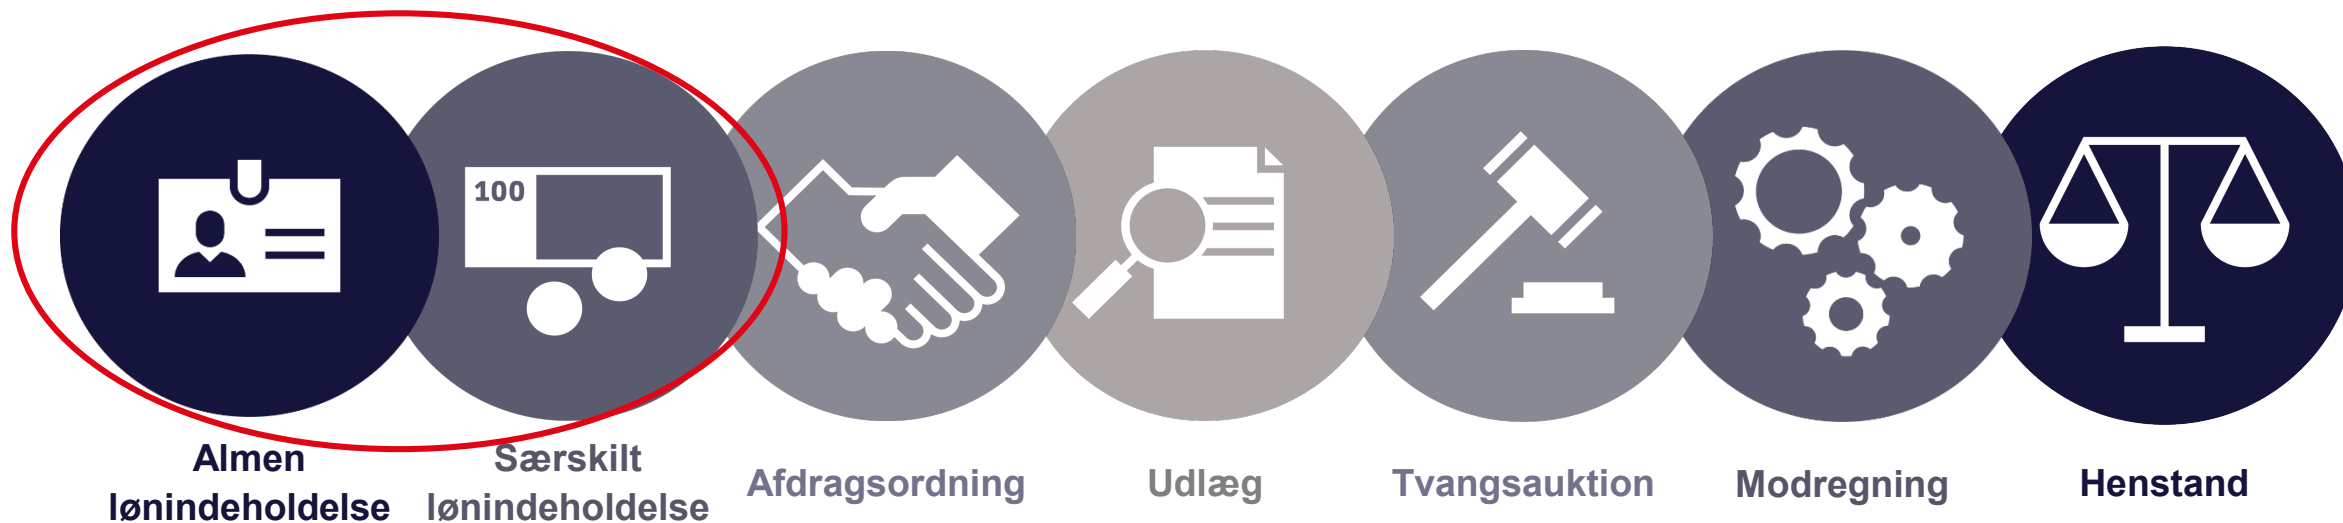 100
Almen
lønindeholdelse
Særskilt
lønindeholdelse
Afdragsordning
Udlæg
Tvangsauktion
Modregning
Henstand